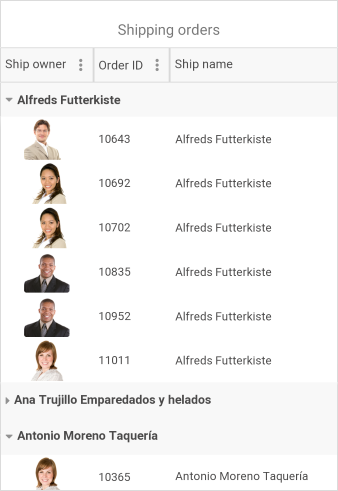 Shipping orders
Ship owner Order ID Ship name
Alfreds Futterkiste
10643 Alfreds Futterkiste
10692 Alfreds Futterkiste
10702 Alfreds Futterkiste
10835 Alfreds Futterkiste
10952 Alfreds Futterkiste
11011 Alfreds Futterkiste
Ana Trujillo Emparedados y helados
Antonio Moreno Taquería
10365 Antonio Moreno Taquería